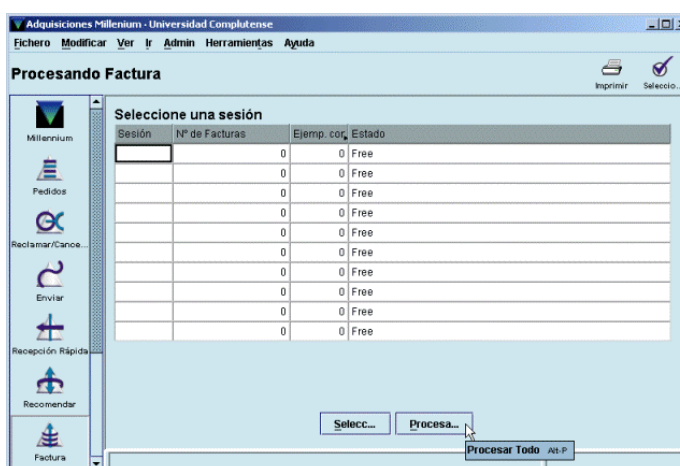 Adquisiciones Millenium - Universidad Complutense
Fichero Modificar Ver Ir Admin Herramientas Ayuda
Procesando Factura
Imprimir
Seleccio...
Millennium
Pedidos
Reclamar/Cance...
Enviar
Recepción Rápida
Recomendar
Factura
Seleccione una sesión
Sesión Nº de Facturas Ejemp. cor Estado
0 0 Free
0 0 Free
0 0 Free
0 0 Free
0 0 Free
0 0 Free
0 0 Free
0 0 Free
0 0 Free
0 0 Free
Selecc... Procesa...
Procesar Todo Alt-P